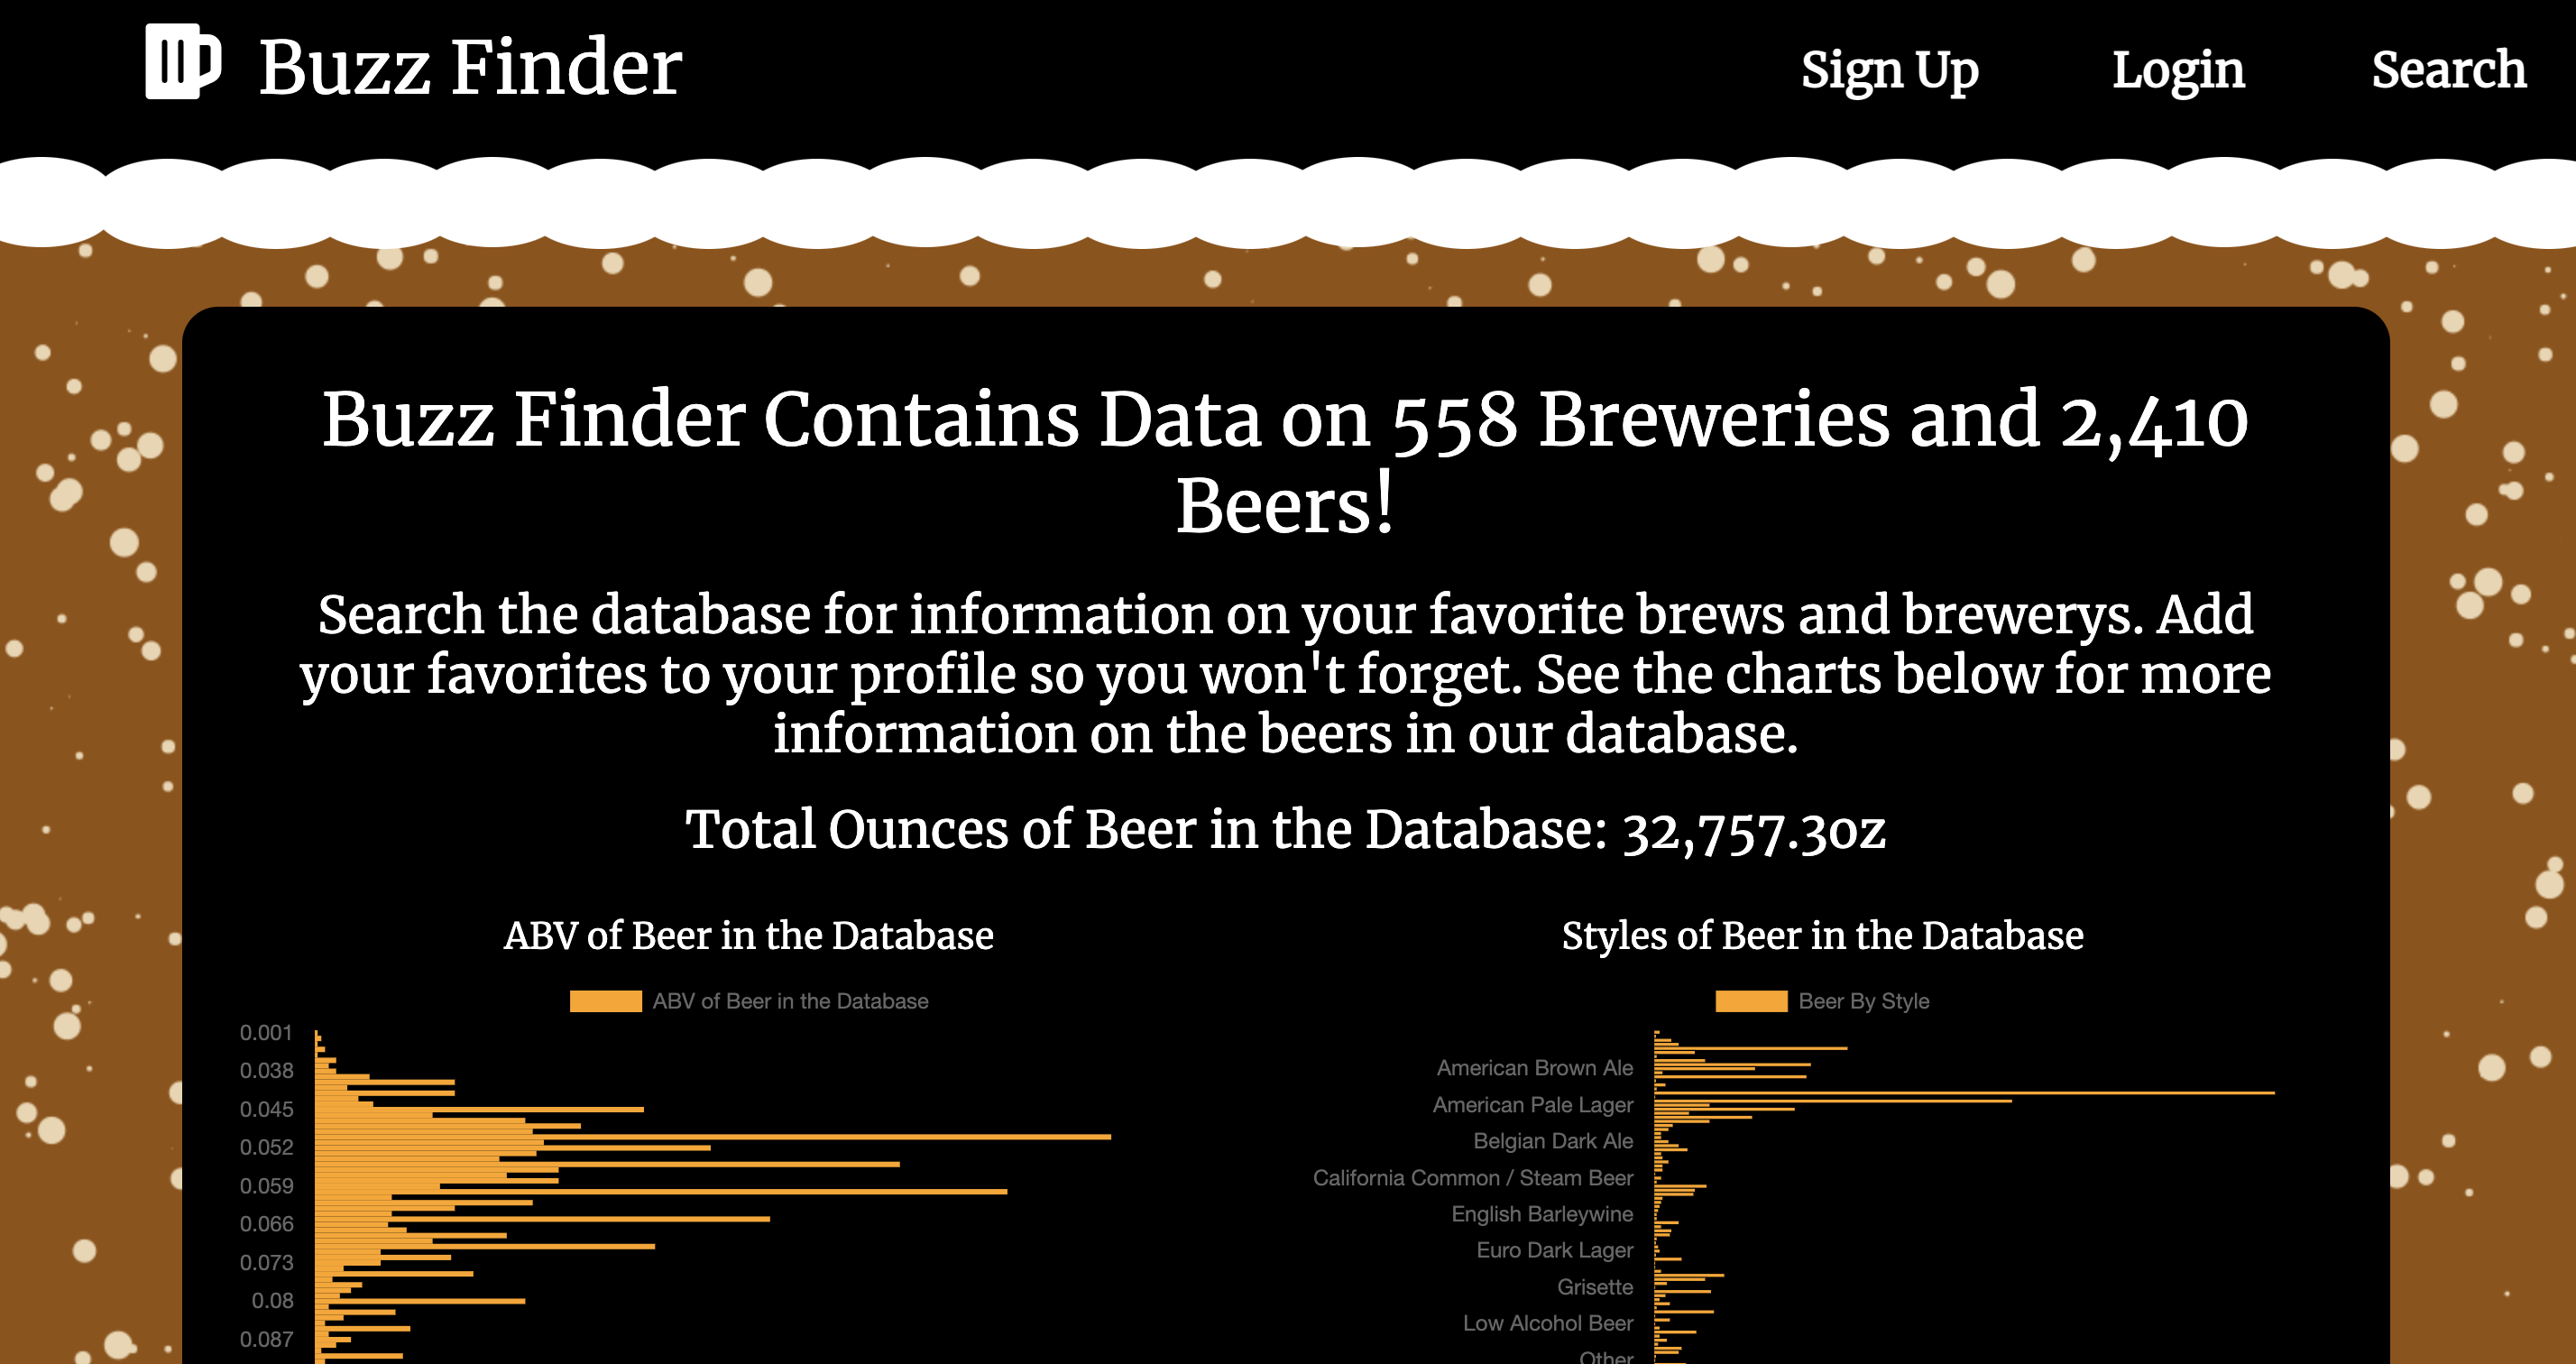 Buzz Finder
Sign Up
Login
Search
Buzz Finder Contains Data on 558 Breweries and 2,410
Beers!
Search the database for information on your favorite brews and brewerys. Add
your favorites to your profile so you won't forget. See the charts below for more
information on the beers in our database.
Total Ounces of Beer in the Database: 32,757.3oz
ABV of Beer in the Database
ABV of Beer in the Database
0.001
0.038
0.045
0.052
0.059
0.066
0.073
0.08
0.087
Styles of Beer in the Database
Beer By Style
American Brown Ale
American Pale Lager
Belgian Dark Ale
California Common / Steam Beer
English Barleywine
Euro Dark Lager
Grisette
Low Alcohol Beer
Other